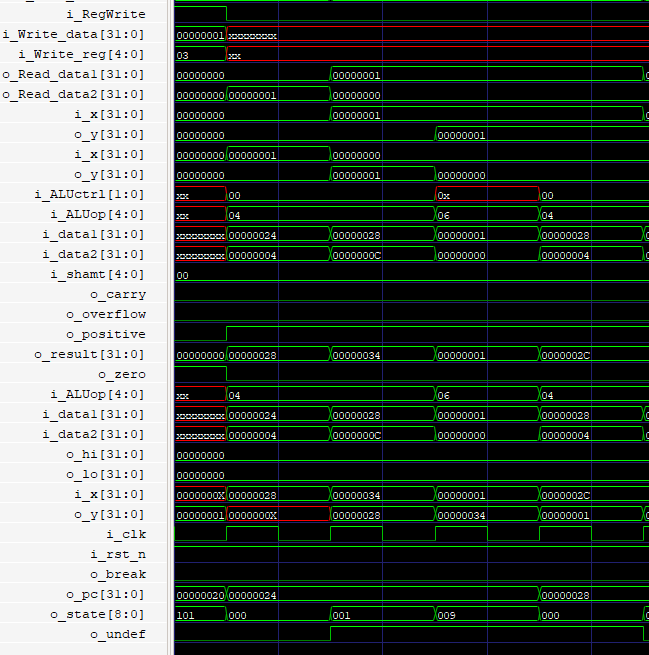 i_RegWrite
i_Write_data[31:0] 00000001 xxxxxxxx
i_Write_reg[4:0] 03 xx
o_Read_data1[31:0] 00000000 00000001
o_Read_data2[31:0] 00000000 00000001 00000000
i_x[31:0] 00000000 00000001
o_y[31:0] 00000000 00000001
i_x[31:0] 00000000 00000001 00000000
o_y[31:0] 00000000 00000001 00000000
i_ALUctrl[1:0] xx 00 0x 00
i_ALUop[4:0] xx 04 06 04
i_data1[31:0] xxxxxxxx 00000024 00000028 00000001 00000028
i_data2[31:0] xxxxxxxx 00000004 0000000C 00000000 00000004
i_shamt[4:0] 00
o_carry
o_overflow
o_positive
o_result[31:0] 00000000 00000028 00000034 00000001 0000002C
o_zero
i_ALUop[4:0] xx 04 06 04
i_data1[31:0] xxxxxxxx 00000024 00000028 00000001 00000028
i_data2[31:0] xxxxxxxx 00000004 0000000C 00000000 00000004
o_hi[31:0] 00000000
o_lo[31:0] 00000000
i_x[31:0] 0000000X 00000028 00000034 00000001 0000002C
o_y[31:0] 00000001 0000000X 00000028 00000034 00000001
i_clk
i_rst_n
o_break
o_pc[31:0] 00000020 00000024 00000028
o_state[8:0] 101 000 001 009 000
o_undef